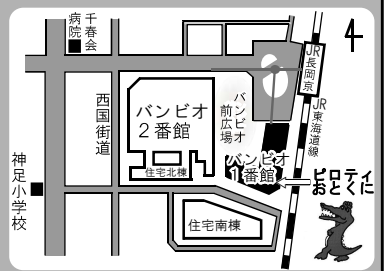 千春会
病院
西国街道
神足小学校
バンビオ
2番館
住宅北棟
住宅南棟
バンビオ
前広場
バンビオ
1番館
JR
長岡京
JR東海道線
ピロティ
おとくに
4